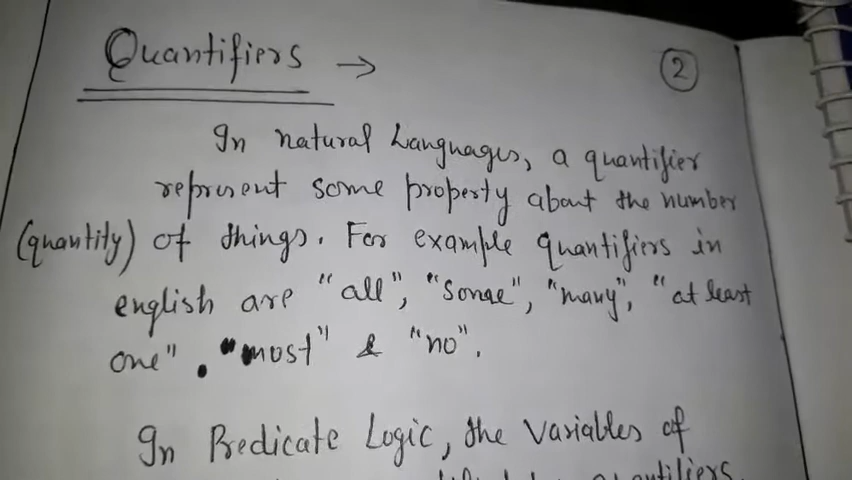 Quantifiers → 2
In natural Languages, a quantifier
represent some property about the number
(quantity) of things. For example quantifiers in
english are "all", "some", "many", "at least
one". "most" & "no".
In Predicate Logic, the variables of
quantifiers.